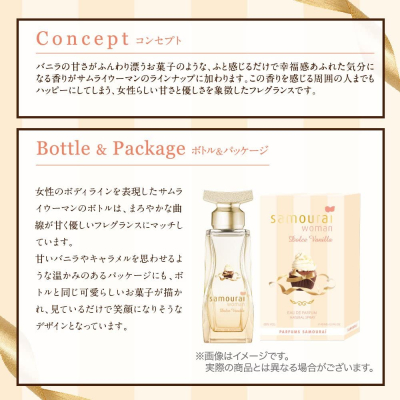 Concept コンセプト
バニラの甘さがふんわり漂うお菓子のような、ふと感じるだけで幸福感あふれた気分に
なる香りがサムライウーマンのラインナップに加わります。この香りを感じる周囲の人までも
ハッピーにしてしまう、女性らしい甘さと優しさを象徴したフレグランスです。
Bottle & Package ボトル&パッケージ
女性のボディラインを表現したサムラ
イウーマンのボトルは、まろやかな曲
線が甘く優しいフレグランスにマッチし
ています。
甘いバニラやキャラメルを思わせるよ
うな温かみのあるパッケージにも、ボ
トルと同じ可愛らしいお菓子が描か
れ、見ているだけで笑顔になりそうな
デザインとなっています。
samourai
woman
Dolce Vanilla
samourai
woman
Dolce Vanilla
EAU DE PARFUM
NATURAL SPRAY
PARFUMS SAMOURAI
※画像はイメージです。
実際の商品とは異なる場合がございます。